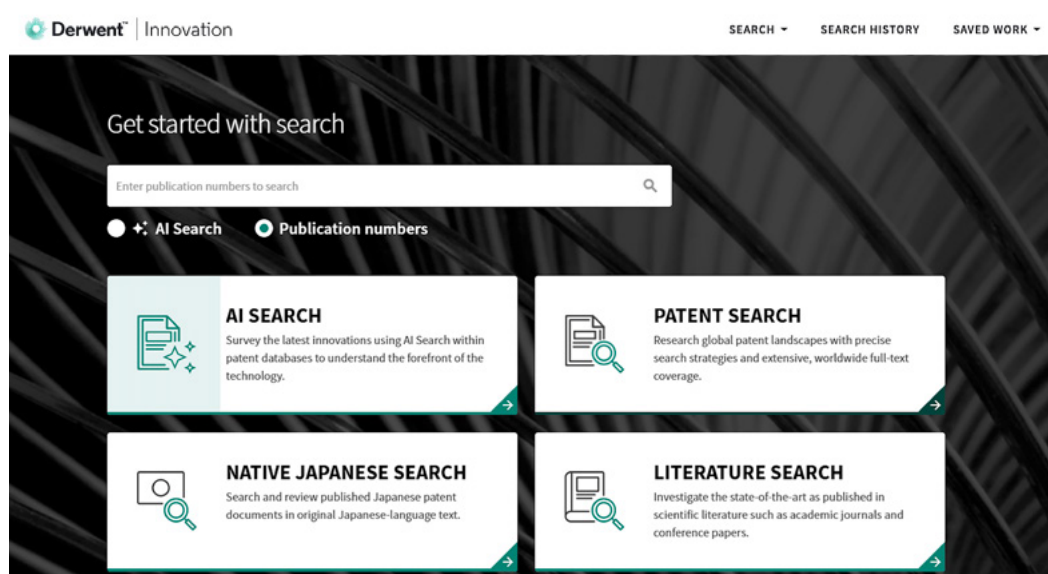 Derwent™ | Innovation
SEARCH
SEARCH HISTORY
SAVED WORK
Get started with search
Enter publication numbers to search
AI Search
Publication numbers
AI SEARCH
Survey the latest innovations using AI Search within
patent databases to understand the forefront of the
technology.
PATENT SEARCH
Research global patent landscapes with precise
search strategies and extensive, worldwide full-text
coverage.
NATIVE JAPANESE SEARCH
Search and review published Japanese patent
documents in original Japanese-language text.
LITERATURE SEARCH
Investigate the state-of-the-art as published in
scientific literature such as academic journals and
conference papers.